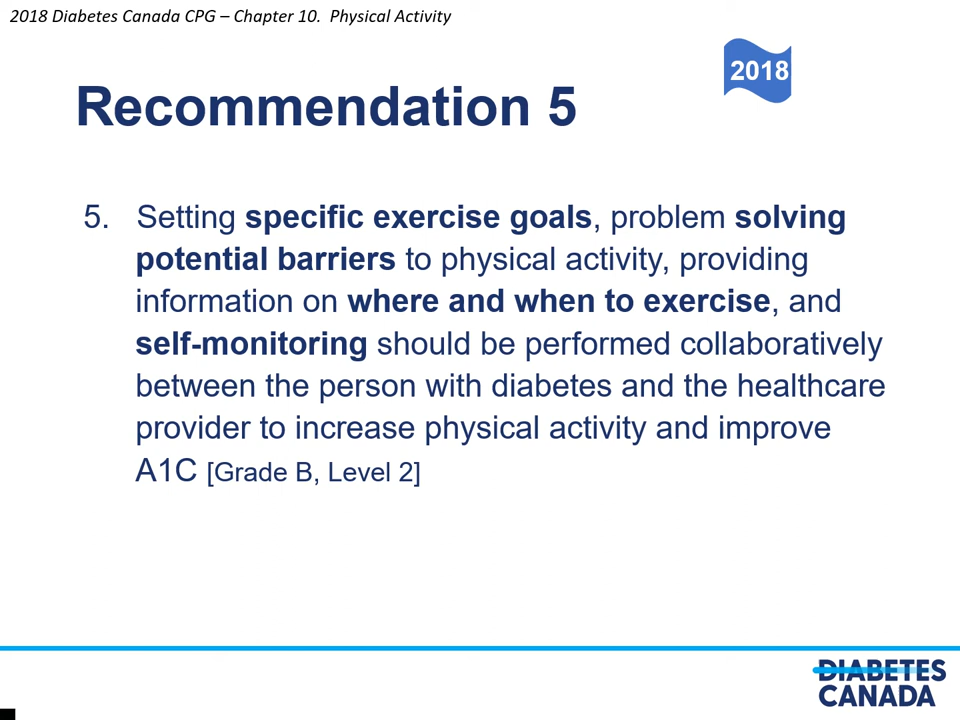 2018 Diabetes Canada CPG – Chapter 10. Physical Activity
2018
Recommendation 5
5. Setting specific exercise goals, problem solving
potential barriers to physical activity, providing
information on where and when to exercise, and
self-monitoring should be performed collaboratively
between the person with diabetes and the healthcare
provider to increase physical activity and improve
A1C [Grade B, Level 2]
DIABETES
CANADA